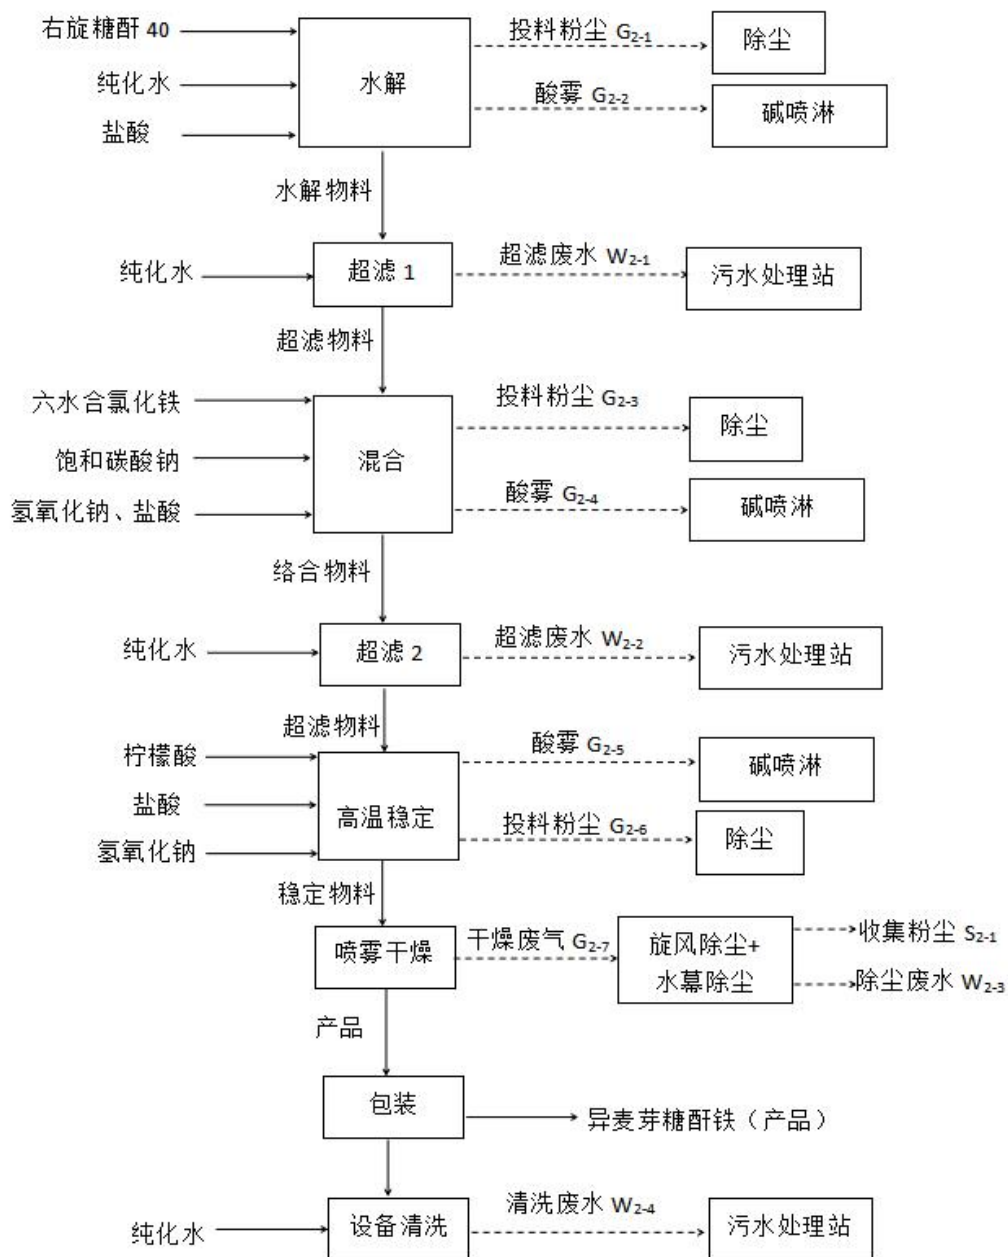 右旋糖酐 40
投料粉尘 G2-1
除尘
纯化水
水解
酸雾 G2-2
碱喷淋
盐酸
水解物料
纯化水
超滤 1
超滤废水 W2-1
污水处理站
超滤物料
六水合氯化铁
投料粉尘 G2-3
除尘
饱和碳酸钠
混合
氢氧化钠、盐酸
酸雾 G2-4
碱喷淋
络合物料
纯化水
超滤2
超滤废水 W2-2
污水处理站
超滤物料
柠檬酸
酸雾 G2-5
碱喷淋
盐酸
高温稳定
投料粉尘 G2-6
除尘
氢氧化钠
稳定物料
喷雾干燥
干燥废气 G2-7
旋风除尘+
水幕除尘
收集粉尘 S2-1
除尘废水 W2-3
产品
包装
异麦芽糖酐铁（产品）
纯化水
设备清洗
清洗废水 W2-4
污水处理站